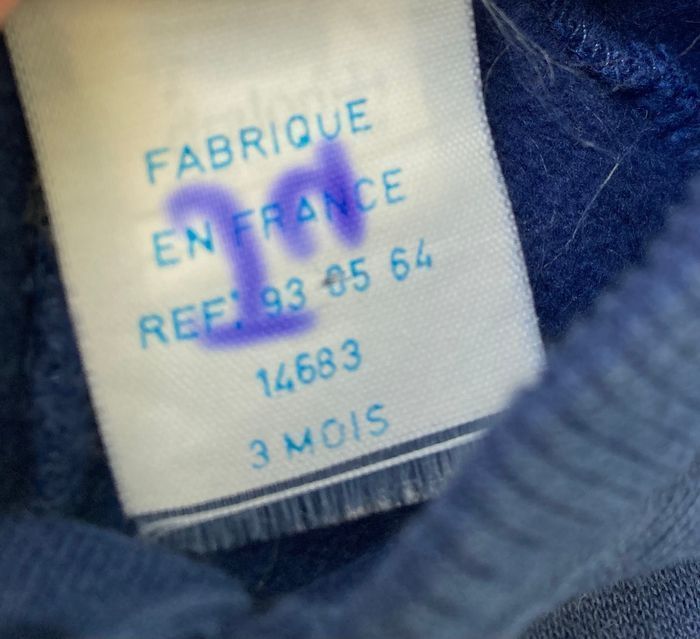 FABRIQUE
EN FRANCE
REF: 93 05 64
14683
3 MOIS